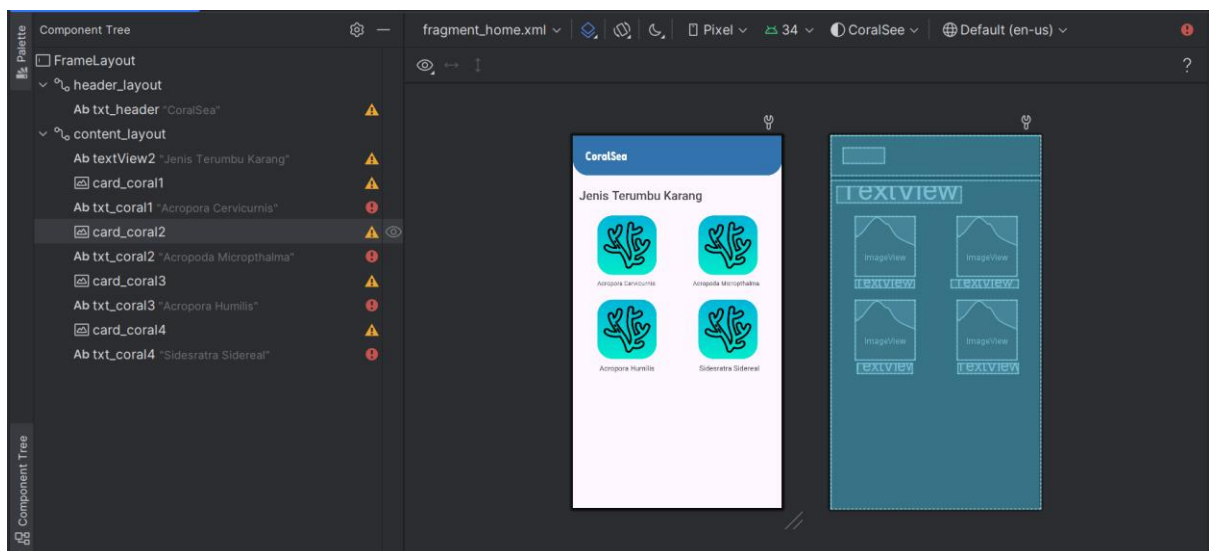 Palette
Component Tree
fragment_home.xml
Pixel
34
CoralSee
Default (en-us)
?
FrameLayout
header_layout
Ab txt_header "CoralSea"
content_layout
Ab textView2 "Jenis Terumbu Karang"
card_coral1
Ab txt_coral1 "Acropora Cervicurnis"
card_coral2
Ab txt_coral2 "Acropoda Micropthalma"
card_coral3
Ab txt_coral3 "Acropora Humilis"
card_coral4
Ab txt_coral4 "Sidesratra Sidereal"
Component Tree
CoralSea
Jenis Terumbu Karang
Acropora Cervicurnis
Acropoda Micropthalma
Acropora Humilis
Sidesratra Sidereal
TextView
ImageView
ImageView
TextView
TextView
ImageView
ImageView
TextView
TextView